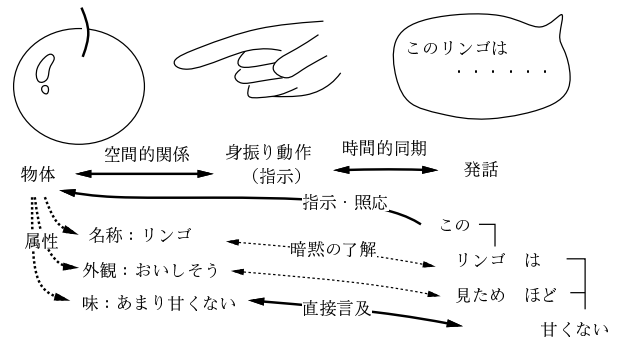 このリンゴは
・・・・・・
空間的関係
身振り動作
（指示）
時間的同期
物体
発話
指示・照応
この
属性
名称：リンゴ
暗黙の了解
リンゴ は
外観：おいしそう
見ため ほど
味：あまり甘くない
直接言及
甘くない